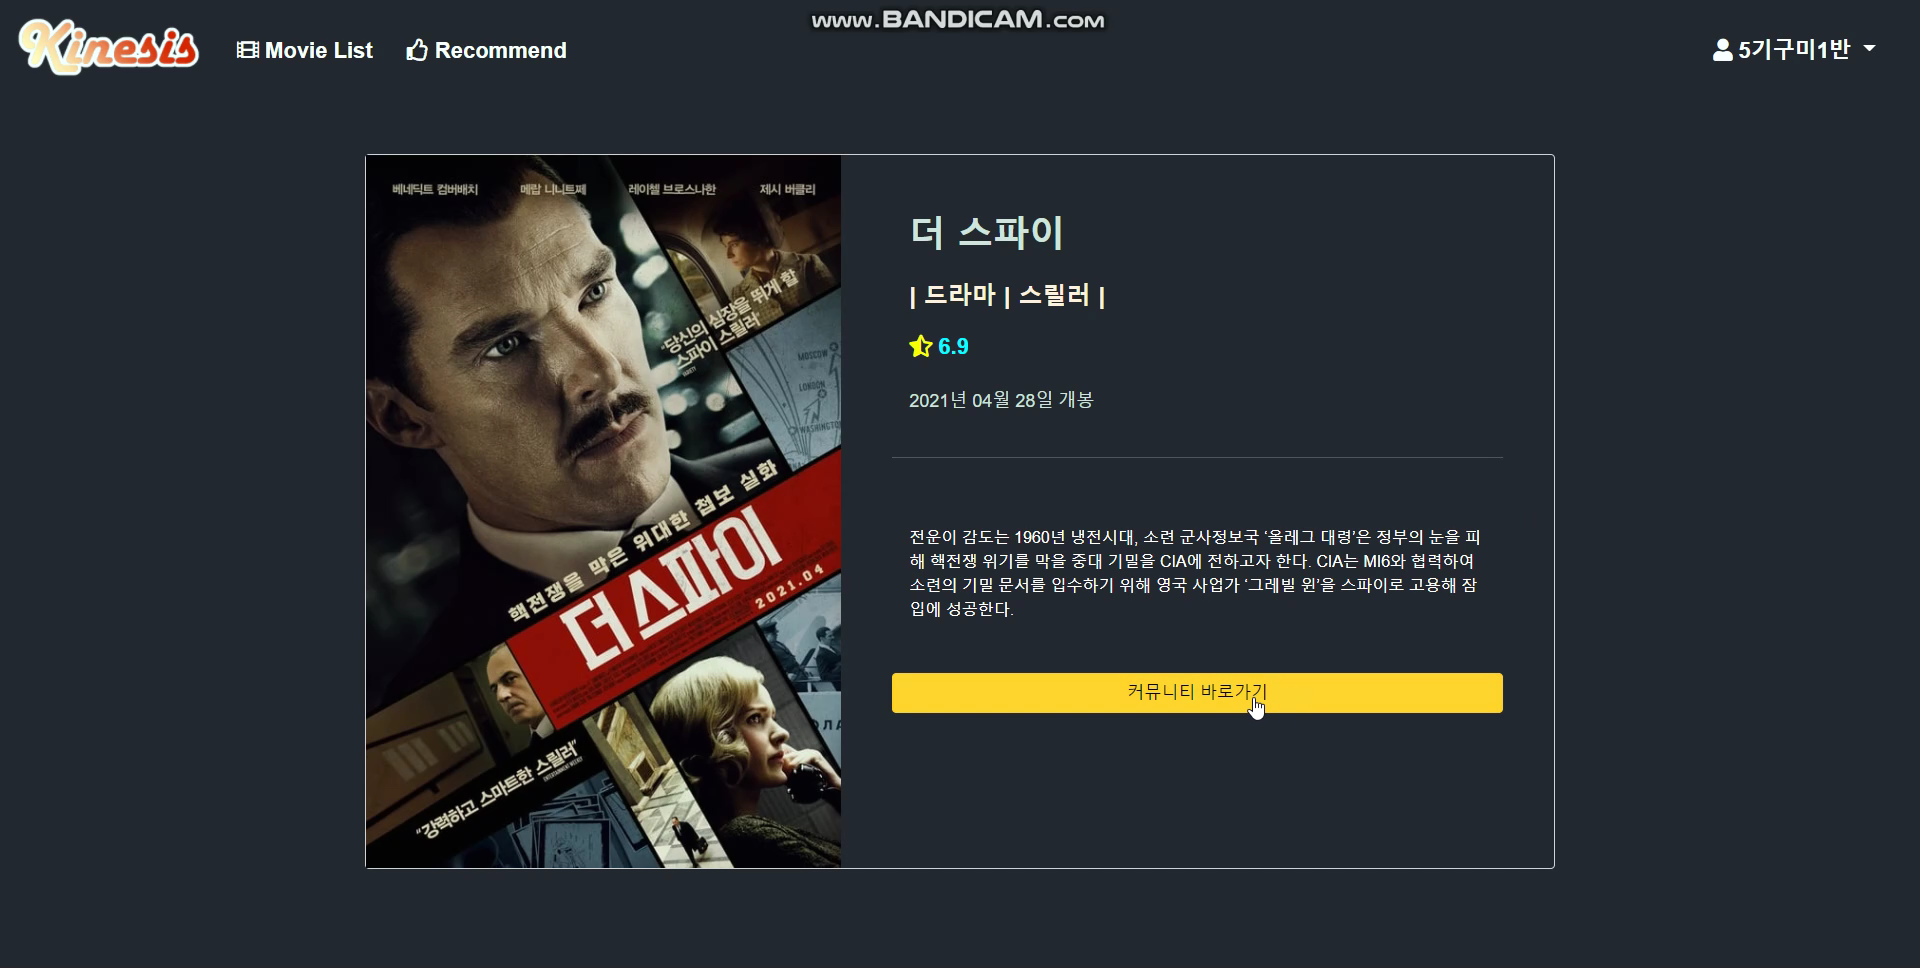 www.BANDICAM.com
Kinesis
Movie List
Recommend
5기구미1반
베네딕트 컴버배치 메랍 니니트쩨 레이첼 브로스나한 제시 버클리
"당신의 심장을 뛰게 할
스파이 스릴러"
VARIETY
MOSCOW
LONDON
WASHINGTON
핵전쟁을 막은 위대한 첩보 실화
더 스파이
2021.04
"강력하고 스마트한 스릴러"
ENTERTAINMENT WEEKLY
더 스파이
| 드라마 | 스릴러 |
6.9
2021년 04월 28일 개봉
전운이 감도는 1960년 냉전시대, 소련 군사정보국 ‘올레그 대령’은 정부의 눈을 피
해 핵전쟁 위기를 막을 중대 기밀을 CIA에 전하고자 한다. CIA는 MI6와 협력하여
소련의 기밀 문서를 입수하기 위해 영국 사업가 ‘그레빌 윈’을 스파이로 고용해 잠
입에 성공한다.
커뮤니티 바로가기